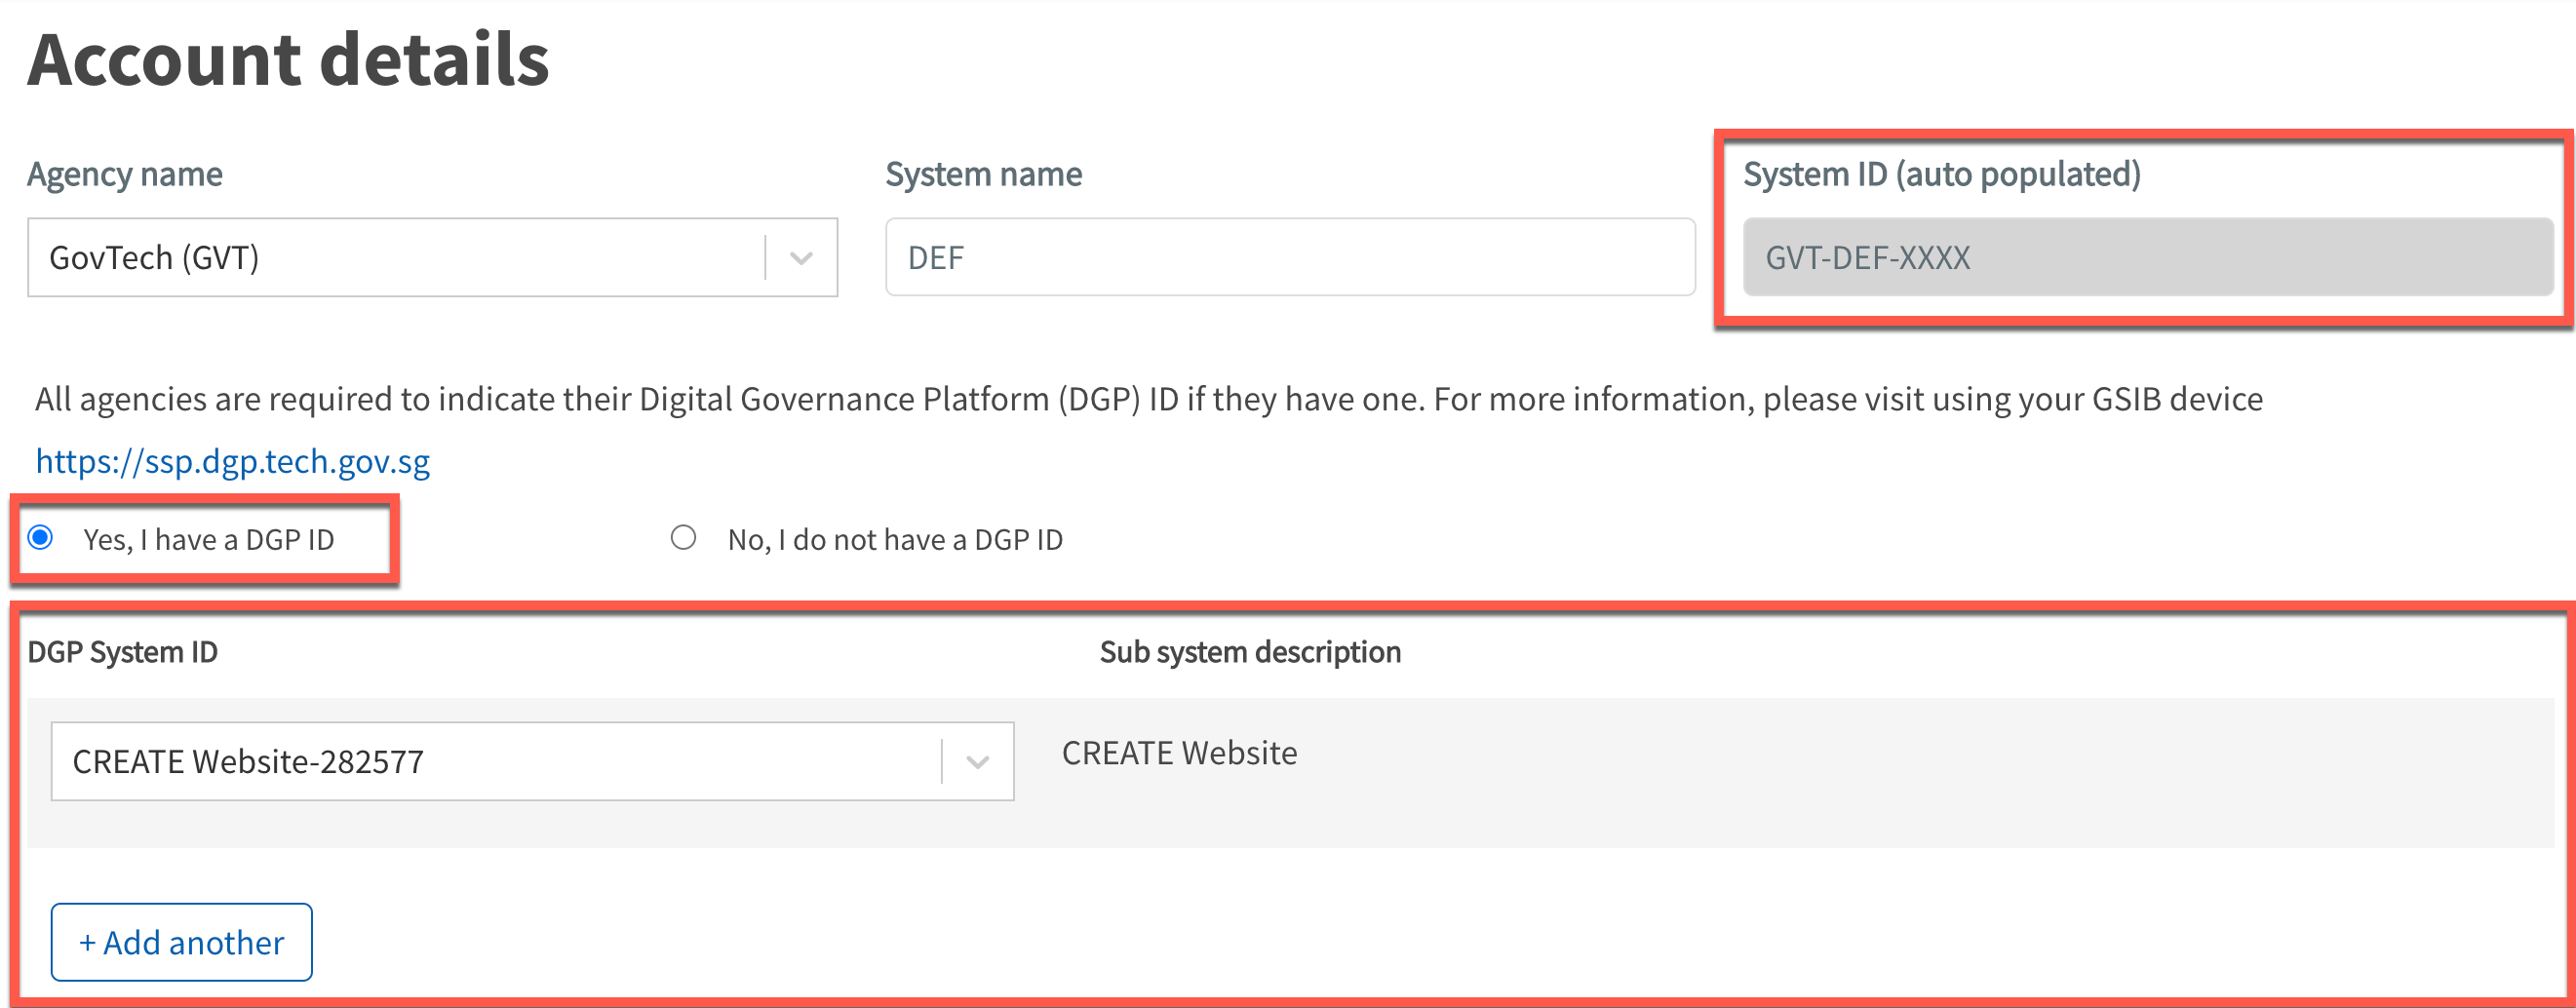 Account details
Agency name
System name
System ID (auto populated)
GovTech (GVT)
DEF
GVT-DEF-XXXX
All agencies are required to indicate their Digital Governance Platform (DGP) ID if they have one. For more information, please visit using your GSIB device
https://ssp.dgp.tech.gov.sg
Yes, I have a DGP ID
No, I do not have a DGP ID
DGP System ID
Sub system description
CREATE Website-282577
CREATE Website
+ Add another